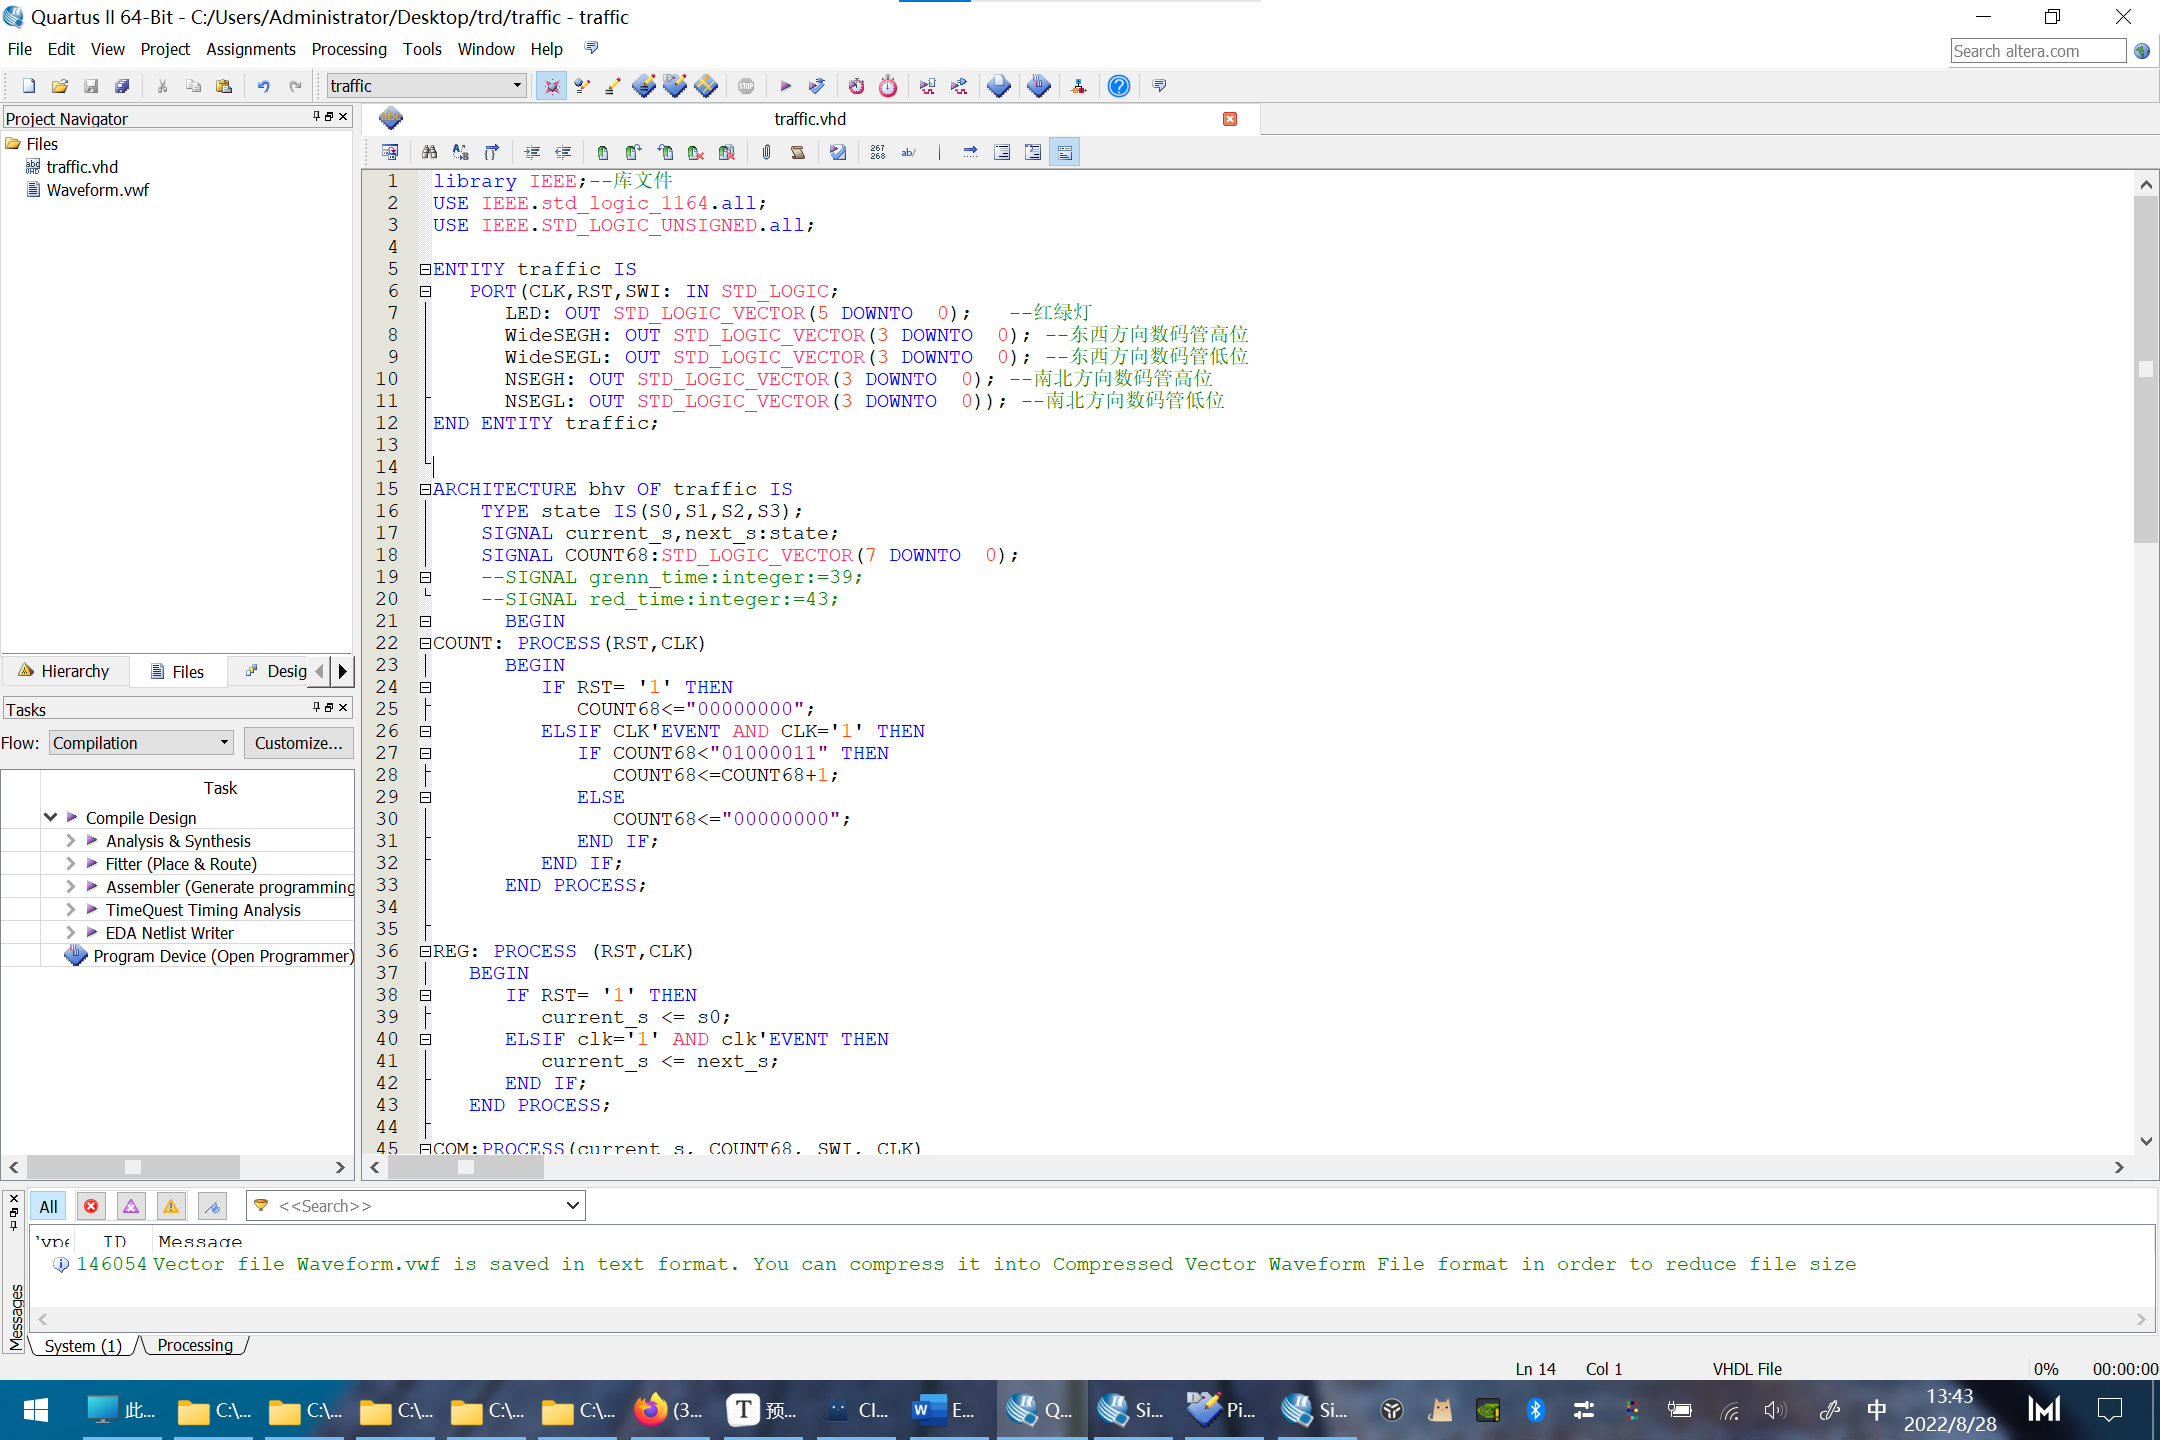 Quartus II 64-Bit - C:/Users/Administrator/Desktop/trd/traffic - traffic
File Edit View Project Assignments Processing Tools Window Help
Search altera.com
traffic
Project Navigator
traffic.vhd
Files
traffic.vhd
Waveform.vwf
267
268
ab/
1 library IEEE;--库文件
2 USE IEEE.std_logic_1164.all;
3 USE IEEE.STD_LOGIC_UNSIGNED.all;
4
5 ENTITY traffic IS
6 PORT(CLK,RST,SWI: IN STD_LOGIC;
7 LED: OUT STD_LOGIC_VECTOR(5 DOWNTO 0); --红绿灯
8 WideSEGH: OUT STD_LOGIC_VECTOR(3 DOWNTO 0); --东西方向数码管高位
9 WideSEGL: OUT STD_LOGIC_VECTOR(3 DOWNTO 0); --东西方向数码管低位
10 NSEGH: OUT STD_LOGIC_VECTOR(3 DOWNTO 0); --南北方向数码管高位
11 NSEGL: OUT STD_LOGIC_VECTOR(3 DOWNTO 0)); --南北方向数码管低位
12 END ENTITY traffic;
13
14
15 ARCHITECTURE bhv OF traffic IS
16 TYPE state IS(S0,S1,S2,S3);
17 SIGNAL current_s,next_s:state;
18 SIGNAL COUNT68:STD_LOGIC_VECTOR(7 DOWNTO 0);
19 --SIGNAL grenn_time:integer:=39;
20 --SIGNAL red_time:integer:=43;
21 BEGIN
22 COUNT: PROCESS(RST,CLK)
23 BEGIN
24 IF RST= '1' THEN
25 COUNT68<="00000000";
26 ELSIF CLK'EVENT AND CLK='1' THEN
27 IF COUNT68<"01000011" THEN
28 COUNT68<=COUNT68+1;
29 ELSE
30 COUNT68<="00000000";
31 END IF;
32 END IF;
33 END PROCESS;
34
35
36 REG: PROCESS (RST,CLK)
37 BEGIN
38 IF RST= '1' THEN
39 current_s <= s0;
40 ELSIF clk='1' AND clk'EVENT THEN
41 current_s <= next_s;
42 END IF;
43 END PROCESS;
44
45 COM:PROCESS(current_s, COUNT68, SWI, CLK)
Hierarchy Files Desig
Tasks
Flow: Compilation Customize...
Task
Compile Design
Analysis & Synthesis
Fitter (Place & Route)
Assembler (Generate programming
TimeQuest Timing Analysis
EDA Netlist Writer
Program Device (Open Programmer)
All <<Search>>
Type ID Message
146054 Vector file Waveform.vwf is saved in text format. You can compress it into Compressed Vector Waveform File format in order to reduce file size
Messages
System (1) Processing
Ln 14 Col 1 VHDL File 0% 00:00:00
此... C:\... C:\... C:\... C:\... C:\... (3... 预... Cl... E... Q... Si... Pi... Si... 中 13:43
2022/8/28